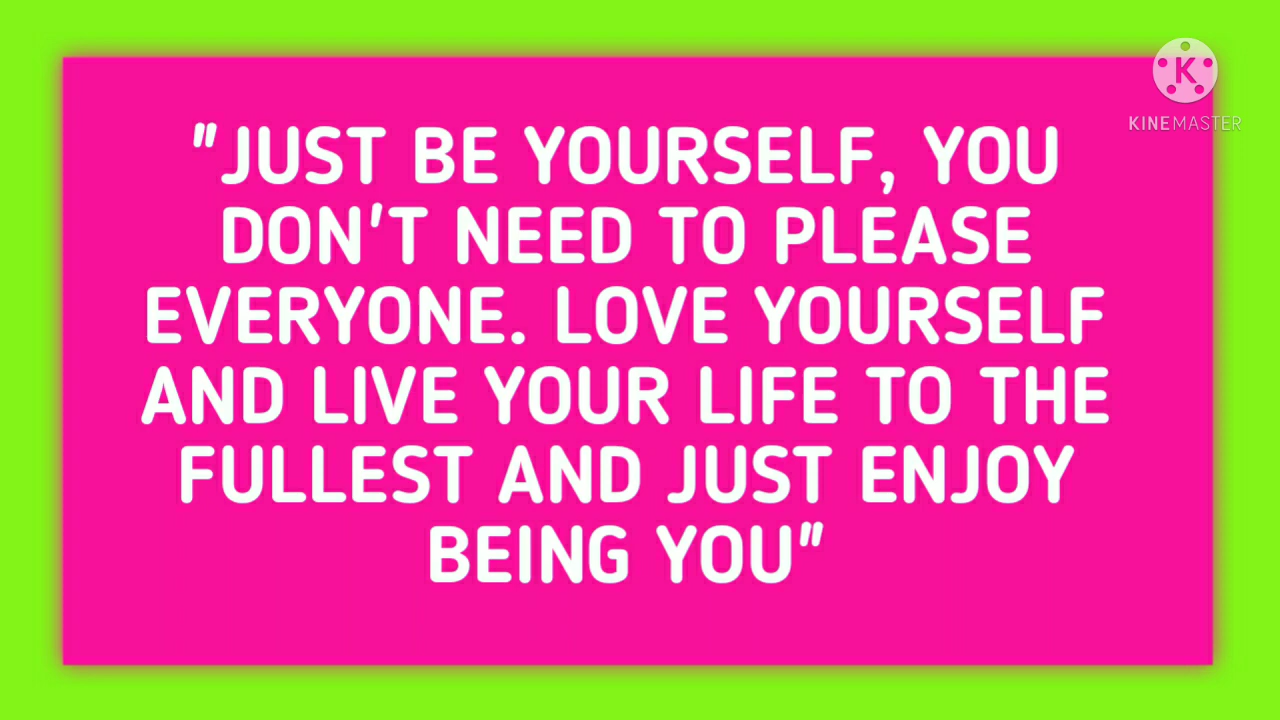 "JUST BE YOURSELF, YOU
DON'T NEED TO PLEASE
EVERYONE. LOVE YOURSELF
AND LIVE YOUR LIFE TO THE
FULLEST AND JUST ENJOY
BEING YOU"
K
KINEMASTER